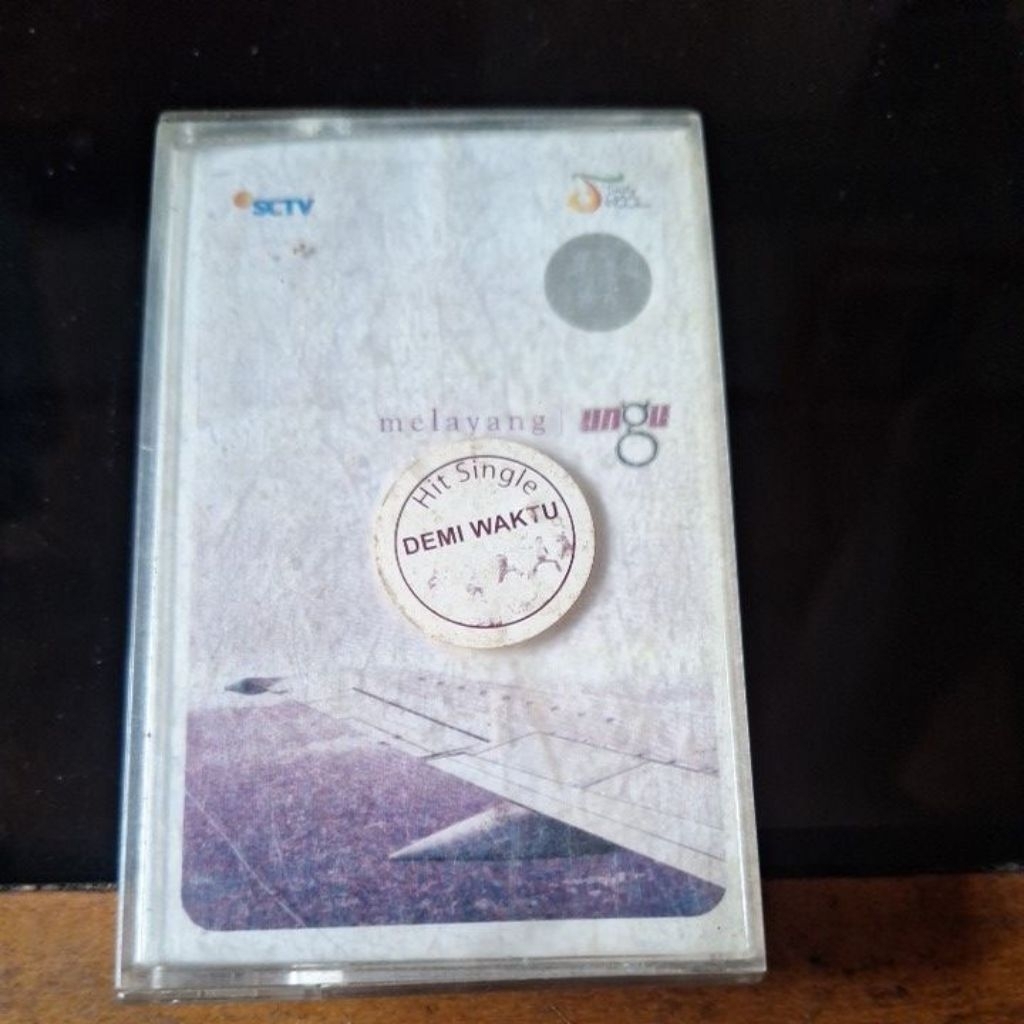 SCTV
melayang|
ungu
Hit Single
DEMI WAKTU